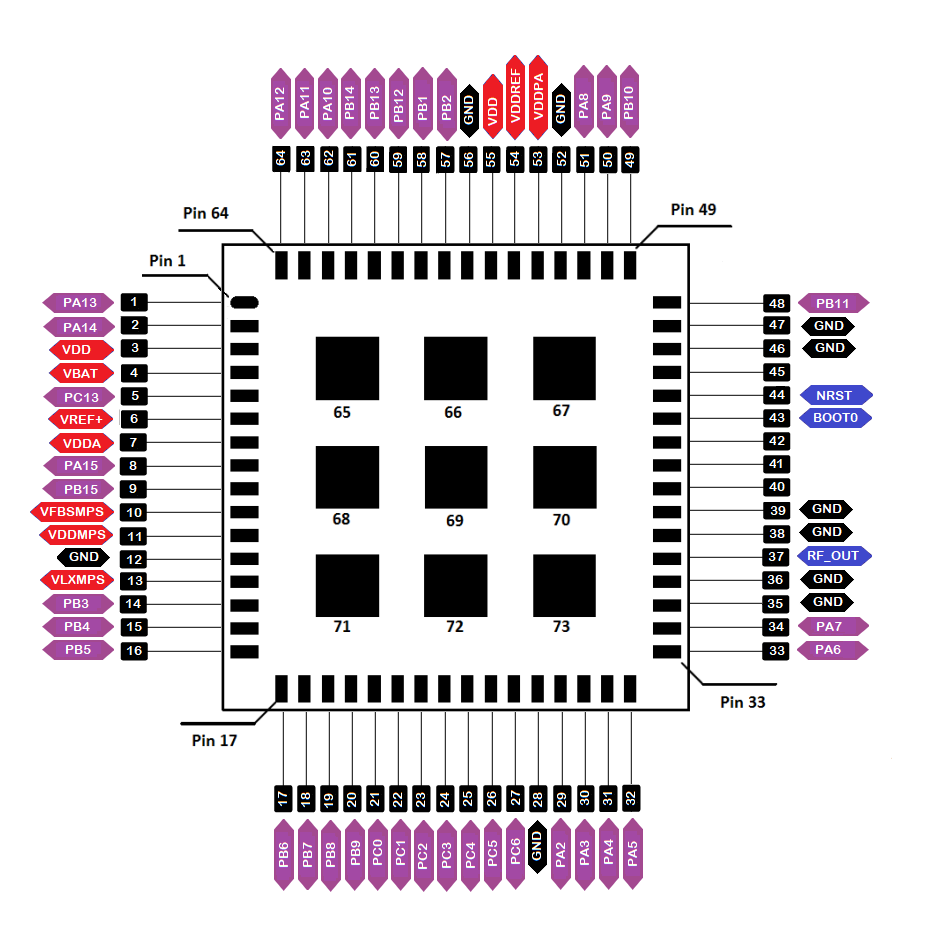 PA12 PA11 PA10 PB14 PB13 PB12 PB1 PB2 GND VDD VDDREF VDDPA GND PA8 PA9 PB10
64 63 62 61 60 59 58 57 56 55 54 53 52 51 50 49
Pin 64
Pin 49
Pin 1
PA13 1
PA14 2
VDD 3
VBAT 4
PC13 5
VREF+ 6
VDDA 7
PA15 8
PB15 9
VFBSMPS 10
VDDMPS 11
GND 12
VLXMPS 13
PB3 14
PB4 15
PB5 16
65 66 67
68 69 70
71 72 73
48 PB11
47 GND
46 GND
45
44 NRST
43 BOOT0
42
41
40
39 GND
38 GND
37 RF_OUT
36 GND
35 GND
34 PA7
33 PA6
Pin 33
Pin 17
17 18 19 20 21 22 23 24 25 26 27 28 29 30 31 32
PB6 PB7 PB8 PB9 PC0 PC1 PC2 PC3 PC4 PC5 PC6 GND PA2 PA3 PA4 PA5